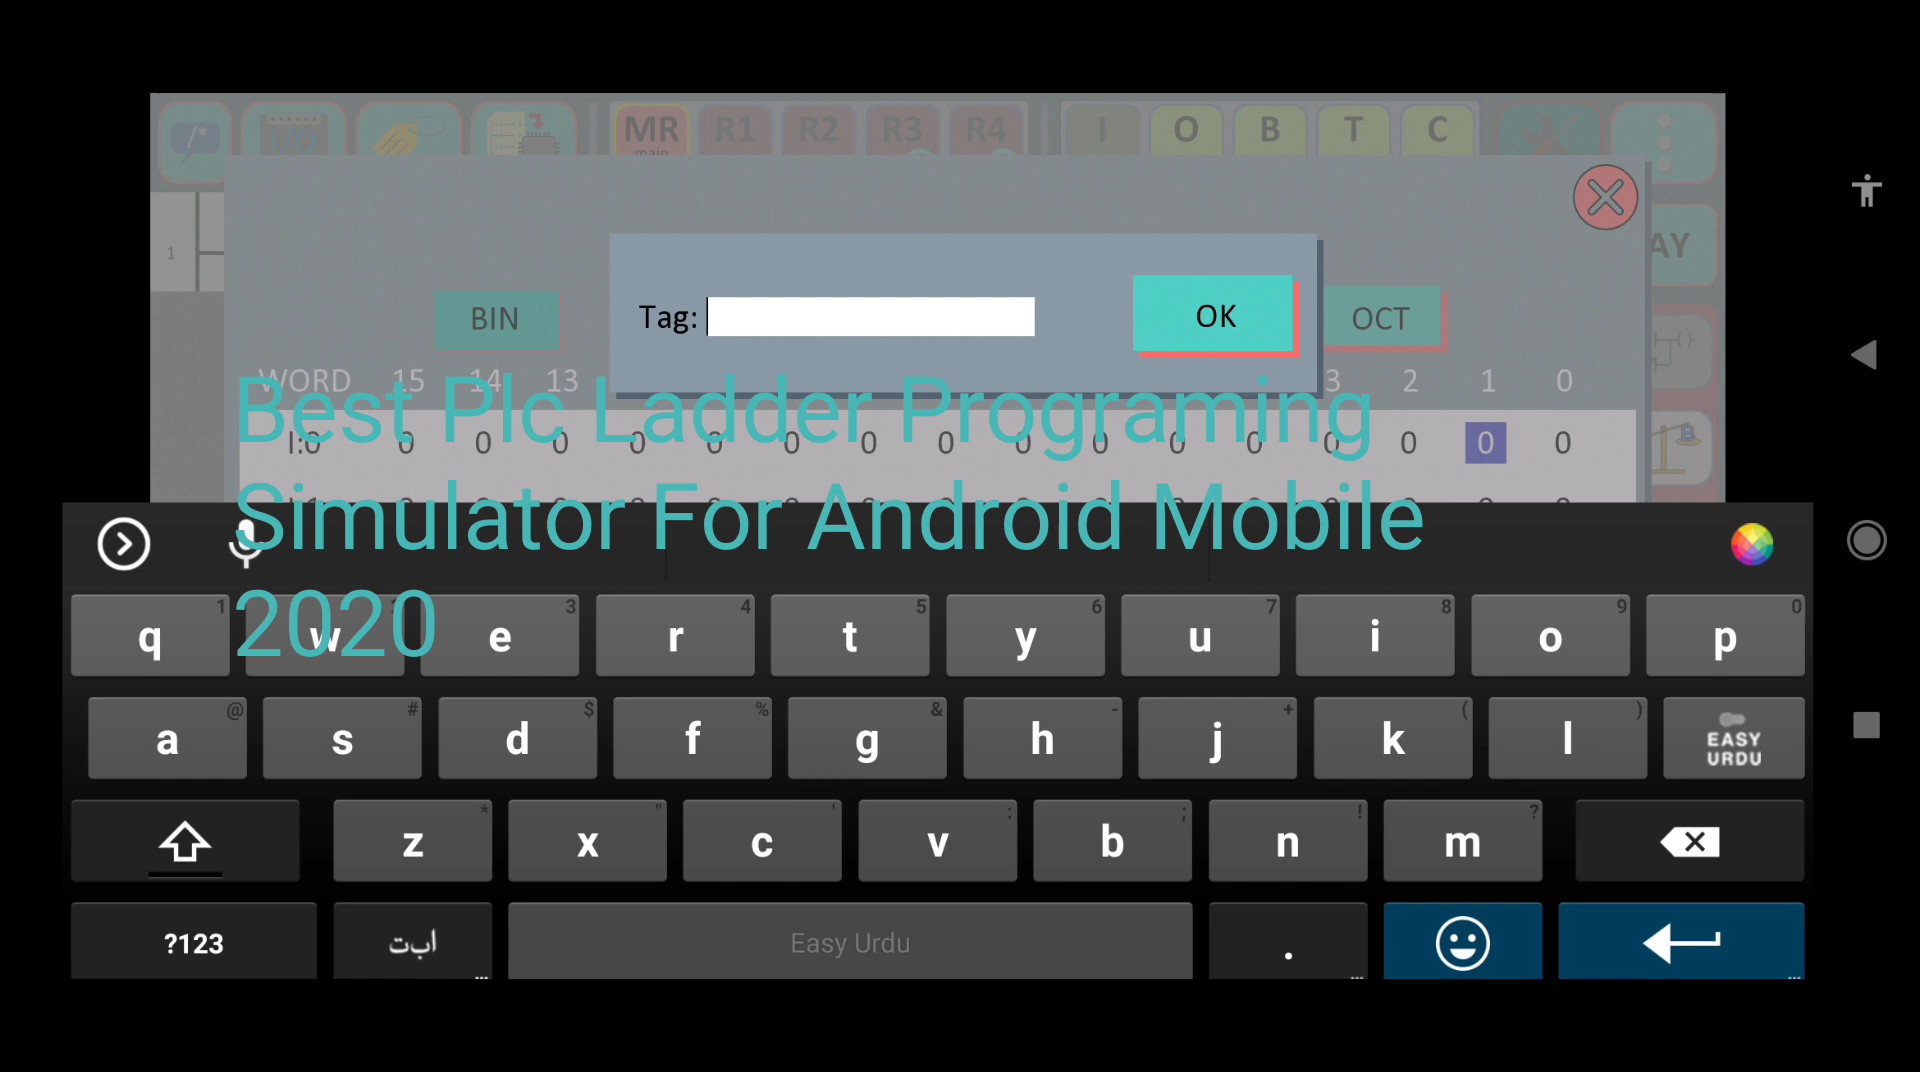 /*
I/O
MR R1 R2 R3 R4 I O B T C
main
1
AY
Tag: OK
BIN OCT
WORD 15 14 13 3 2 1 0
I:0 0 0 0 0 0 0 0 0 0 0 0 0 0 0 0 0
Best Plc Ladder Programing
Simulator For Android Mobile
2020
q 1 w e 3 r 4 t 5 y 6 u 7 i 8 o 9 p 0
a @ s # d $ f % g & h - j + k ( l ) EASY
URDU
z * x " c ' v : b ; n ! m ?
?123 ابت ... Easy Urdu . ... ...